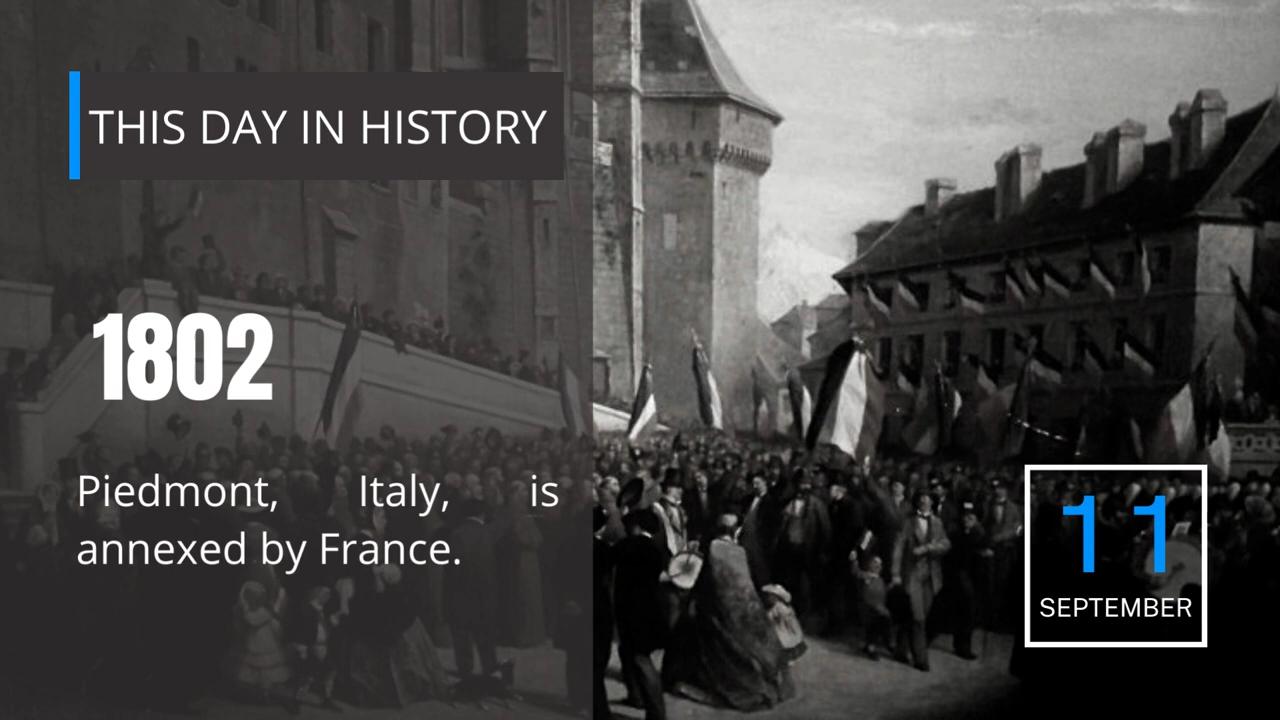 THIS DAY IN HISTORY
1802
Piedmont, Italy, is
annexed by France.
11
SEPTEMBER